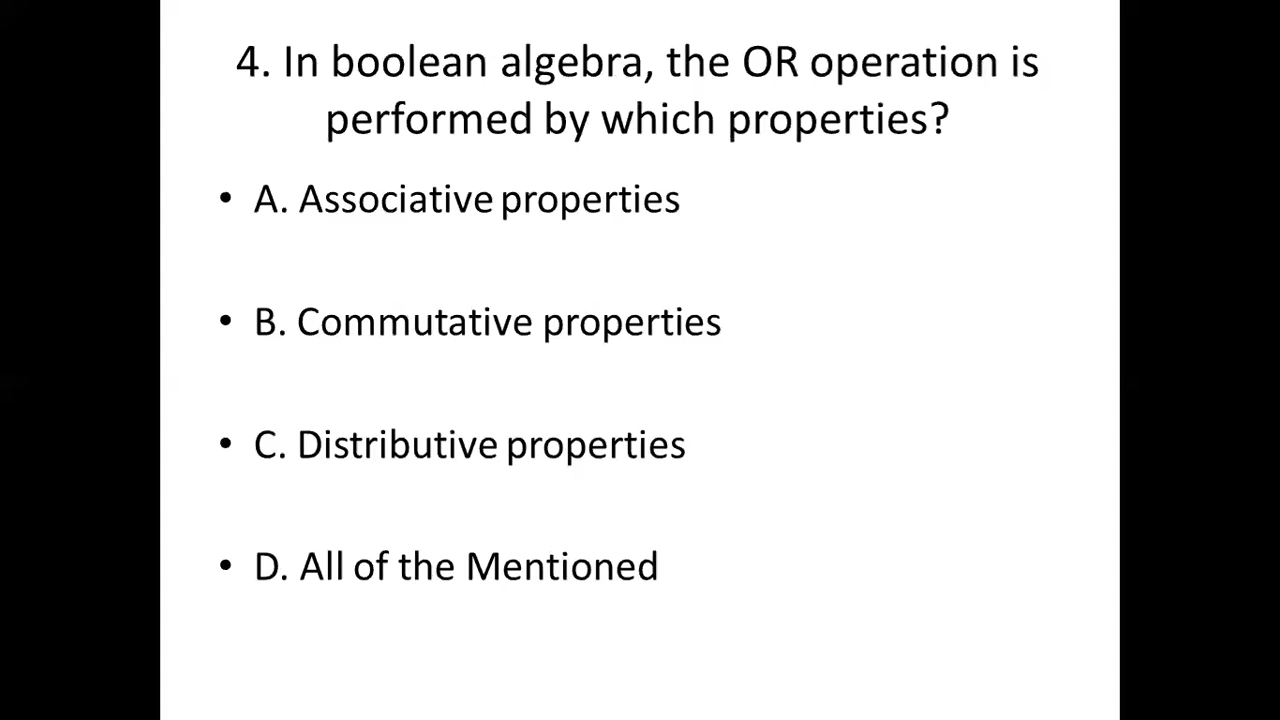 4. In boolean algebra, the OR operation is
performed by which properties?
• A. Associative properties
• B. Commutative properties
• C. Distributive properties
• D. All of the Mentioned